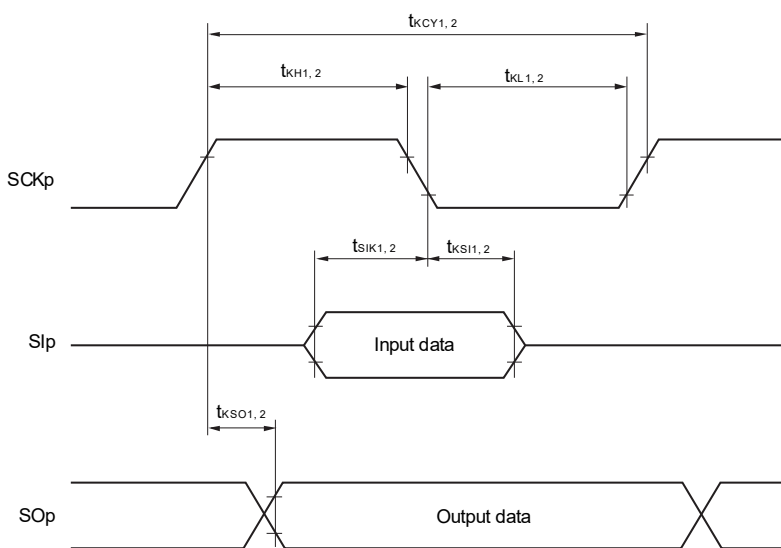 tKCY1, 2
tKH1, 2
tKL1, 2
SCKp
tSIK1, 2
tKSI1, 2
SIp
Input data
tKSO1, 2
SOp
Output data